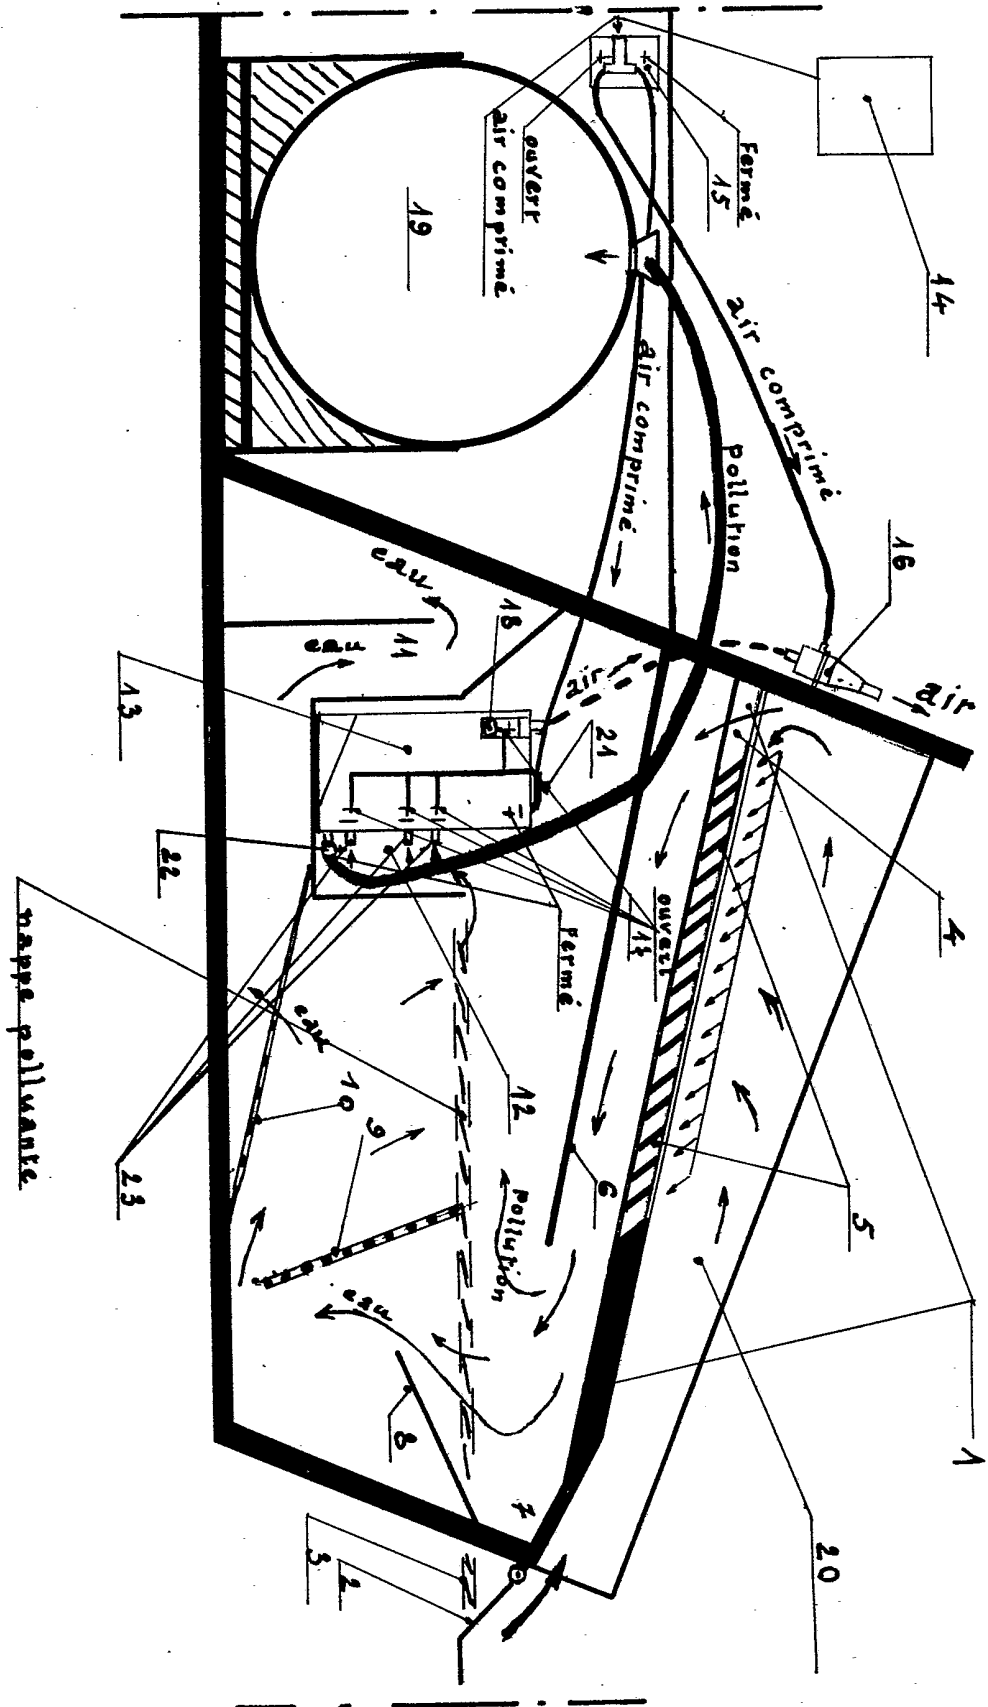 1
air
14
4
16
5
20
air comprimé
Fermé
pollution
15
ouvert
air comprimé
6
21
air
Fermé
ouvert
7
12
pollution
18
air comprimé
19
11
8
eau
9
eau
2
10
eau
3
eau
22
13
23
nappe polluante